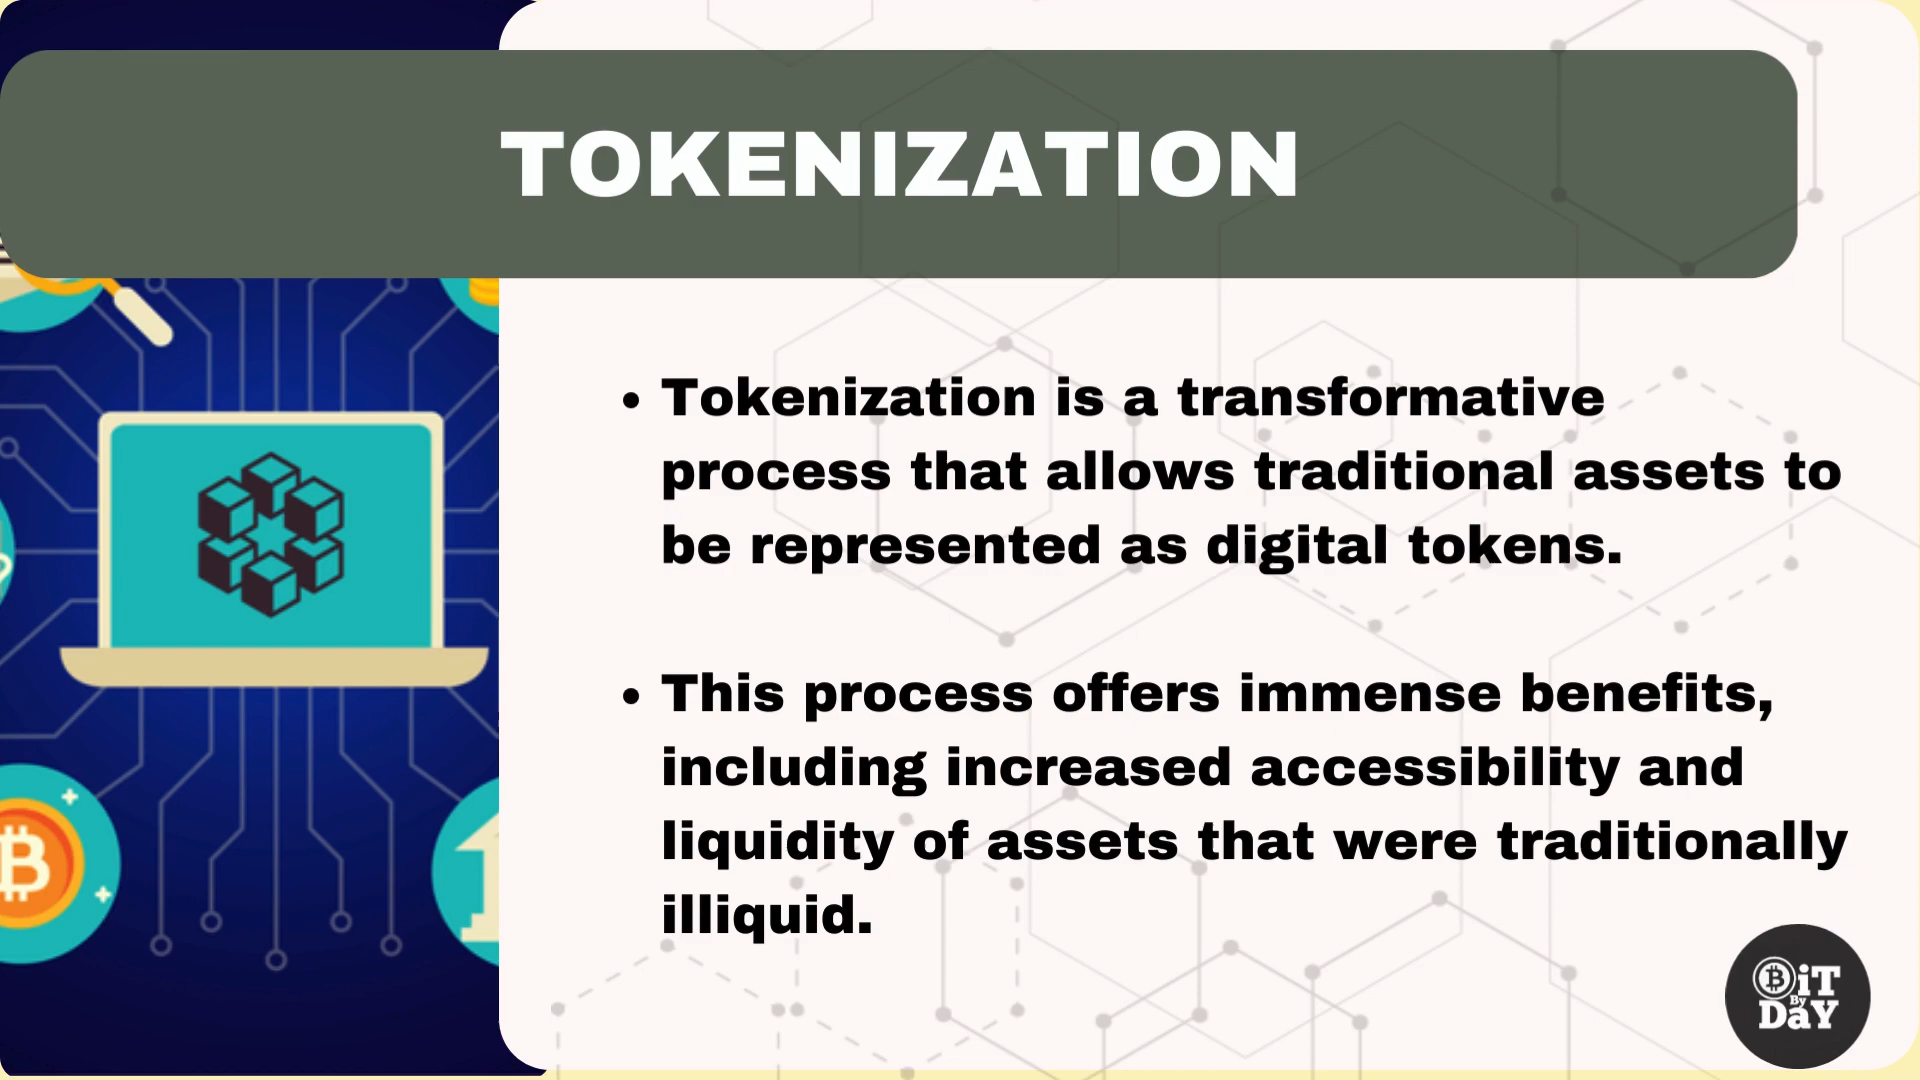 TOKENIZATION
• Tokenization is a transformative
process that allows traditional assets to
be represented as digital tokens.
• This process offers immense benefits,
including increased accessibility and
liquidity of assets that were traditionally
illiquid.
BiT
By
DaY